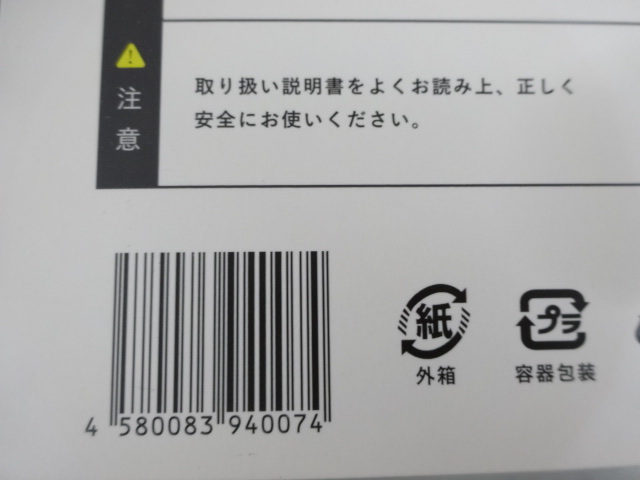 注意
取り扱い説明書をよくお読み上、正しく
安全にお使いください。
紙
外箱
プラ
容器包装
4 580083 940074